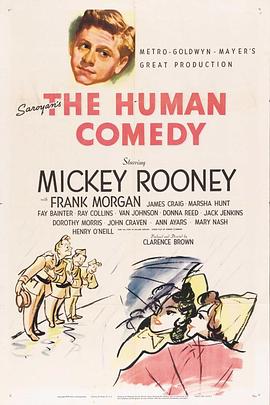 METRO-GOLDWYN-MAYER'S
GREAT PRODUCTION
Saroyan's
THE HUMAN
COMEDY
Starring
MICKEY ROONEY
with FRANK MORGAN JAMES CRAIG · MARSHA HUNT
FAY BAINTER · RAY COLLINS · VAN JOHNSON · DONNA REED · JACK JENKINS
DOROTHY MORRIS · JOHN CRAVEN · ANN AYARS · MARY NASH
HENRY O'NEILL
Produced and Directed by
CLARENCE BROWN